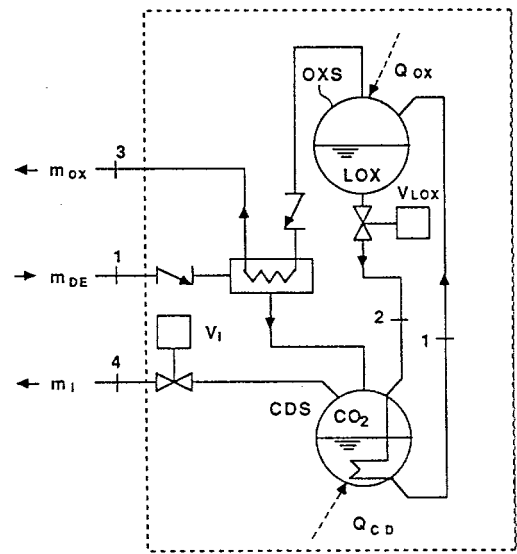 OXS
Q OX
3
m OX
LOX
V LOX
1
m DE
2
1
V I
4
m I
CDS
CO2
Q CD